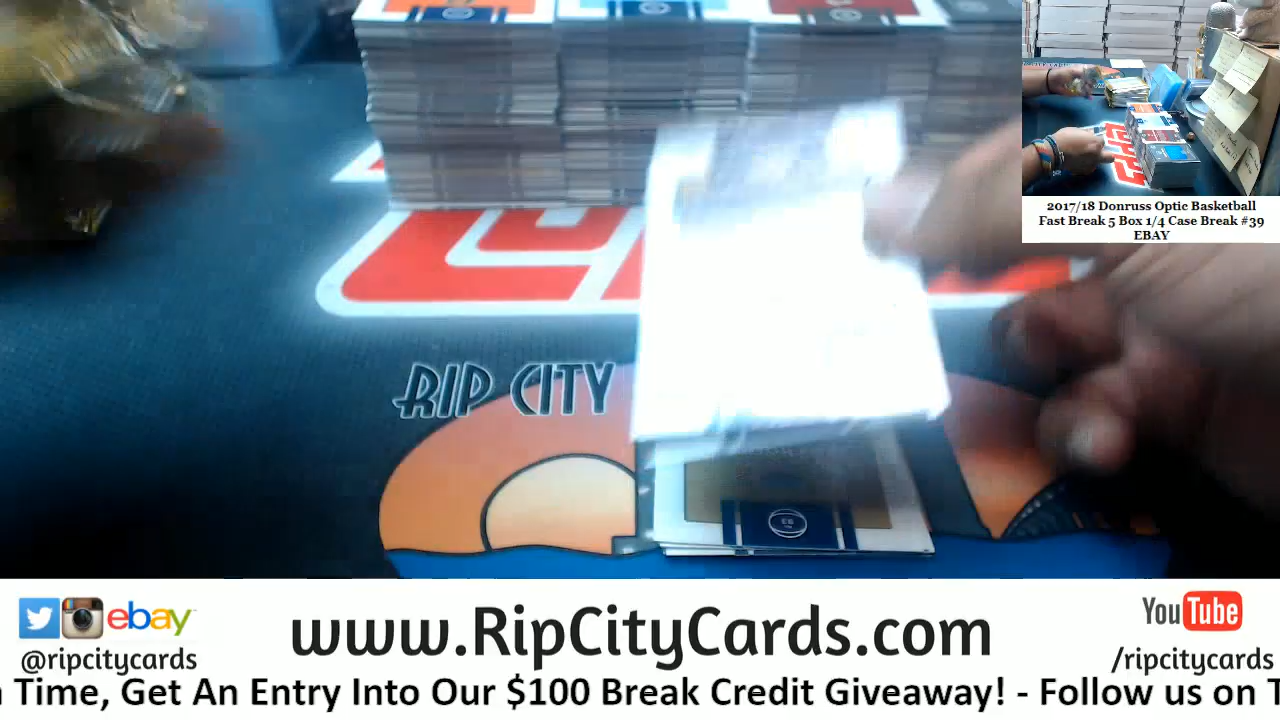 2017/18 Donruss Optic Basketball
Fast Break 5 Box 1/4 Case Break #39
EBAY
RIP CITY
ebay
www.RipCityCards.com
YouTube
@ripcitycards
/ripcitycards
Time, Get An Entry Into Our $100 Break Credit Giveaway! - Follow us on